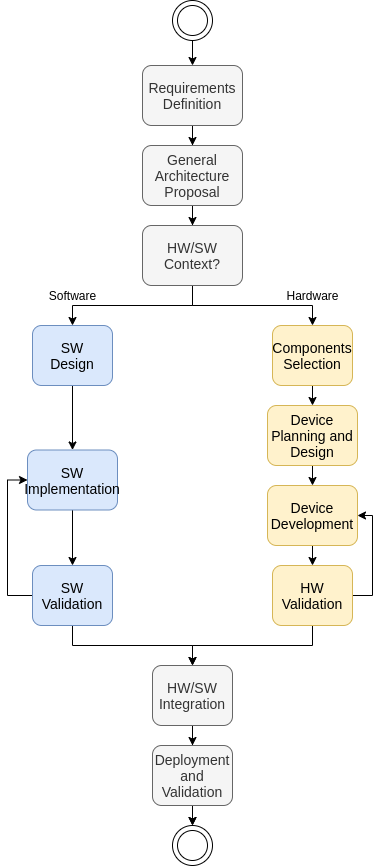 Requirements
Definition
General
Architecture
Proposal
HW/SW
Context?
Software
Hardware
SW
Design
Components
Selection
Device
Planning and
Design
SW
Implementation
Device
Development
SW
Validation
HW
Validation
HW/SW
Integration
Deployment
and
Validation